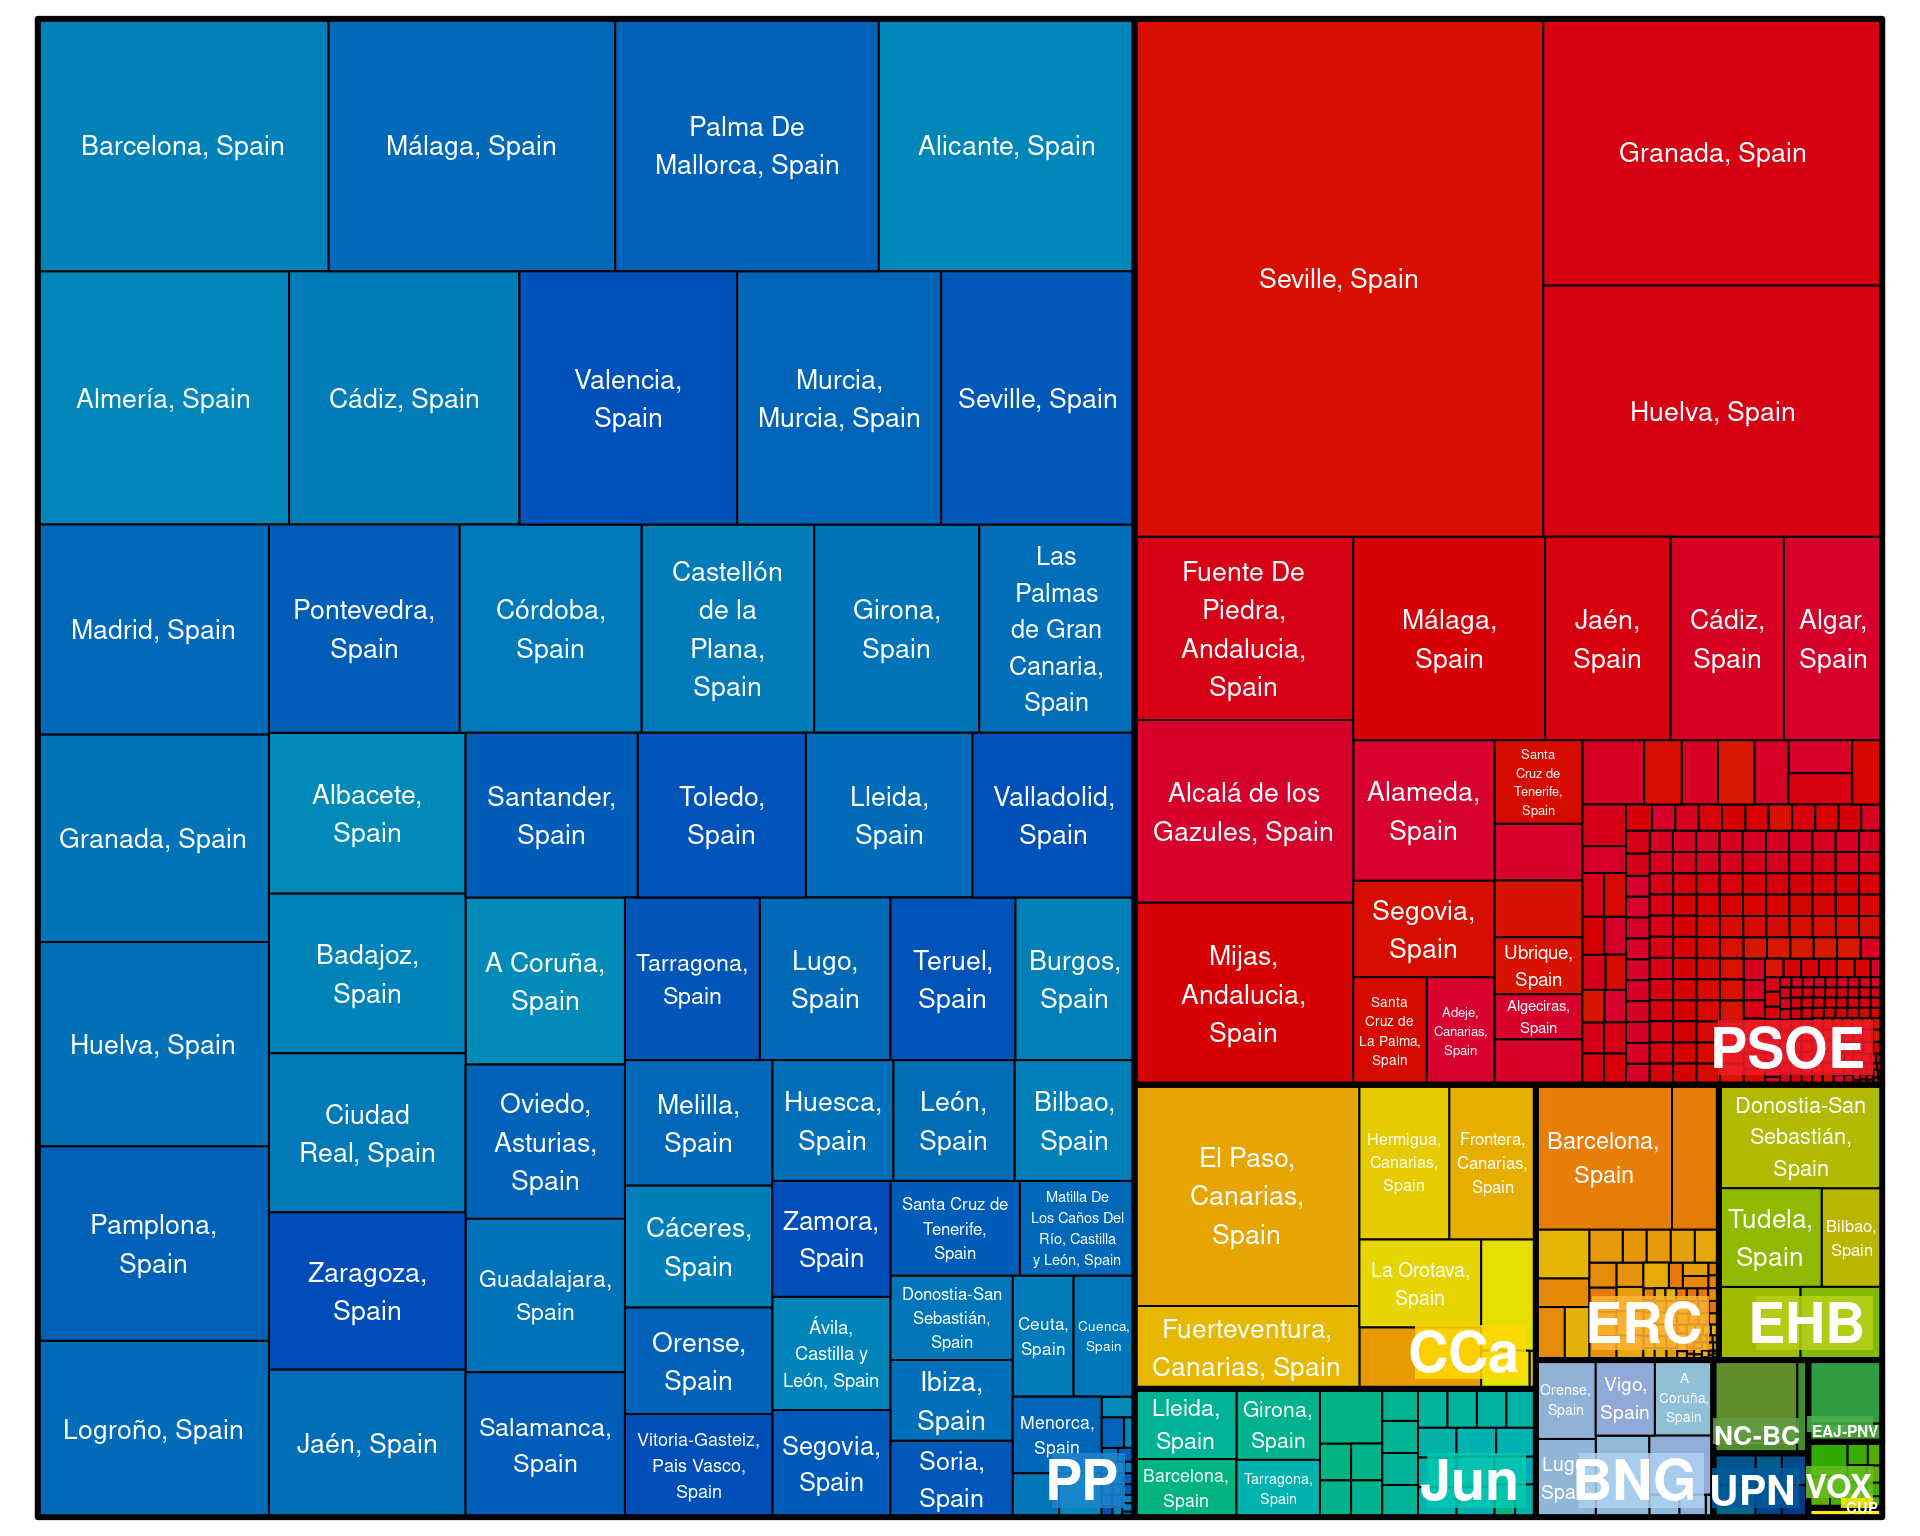 Barcelona, Spain
Málaga, Spain
Palma De
Mallorca, Spain
Alicante, Spain
Almería, Spain
Cádiz, Spain
Valencia,
Spain
Murcia,
Murcia, Spain
Seville, Spain
Madrid, Spain
Pontevedra,
Spain
Córdoba,
Spain
Castellón
de la
Plana,
Spain
Girona,
Spain
Las
Palmas
de Gran
Canaria,
Spain
Granada, Spain
Albacete,
Spain
Santander,
Spain
Toledo,
Spain
Lleida,
Spain
Valladolid,
Spain
Huelva, Spain
Badajoz,
Spain
A Coruña,
Spain
Tarragona,
Spain
Lugo,
Spain
Teruel,
Spain
Burgos,
Spain
Ciudad
Real, Spain
Oviedo,
Asturias,
Spain
Melilla,
Spain
Huesca,
Spain
León,
Spain
Bilbao,
Spain
Pamplona,
Spain
Zaragoza,
Spain
Guadalajara,
Spain
Cáceres,
Spain
Zamora,
Spain
Santa Cruz de
Tenerife,
Spain
Matilla De
Los Caños Del
Río, Castilla
y León, Spain
Logroño, Spain
Jaén, Spain
Salamanca,
Spain
Orense,
Spain
Vitoria-Gasteiz,
Pais Vasco,
Spain
Ávila,
Castilla y
León, Spain
Segovia,
Spain
Donostia-San
Sebastián,
Spain
Ibiza,
Spain
Soria,
Spain
Ceuta,
Spain
Cuenca,
Spain
Menorca,
Spain
PP
Seville, Spain
Granada, Spain
Huelva, Spain
Fuente De
Piedra,
Andalucia,
Spain
Málaga,
Spain
Jaén,
Spain
Cádiz,
Spain
Algar,
Spain
Alcalá de los
Gazules, Spain
Alameda,
Spain
Santa
Cruz de
Tenerife,
Spain
Mijas,
Andalucia,
Spain
Segovia,
Spain
Ubrique,
Spain
Santa
Cruz de
La Palma,
Spain
Adeje,
Canarias,
Spain
Algeciras,
Spain
PSOE
El Paso,
Canarias,
Spain
Hermigua,
Canarias,
Spain
Frontera,
Canarias,
Spain
La Orotava,
Spain
Fuerteventura,
Canarias, Spain
CCa
Barcelona,
Spain
ERC
Donostia-San
Sebastián,
Spain
Tudela,
Spain
Bilbao,
Spain
EHB
Lleida,
Spain
Girona,
Spain
Barcelona,
Spain
Tarragona,
Spain
Jun
Orense,
Spain
Vigo,
Spain
A
Coruña,
Spain
Lugo
Spa
BNG
NC-BC
EAJ-PNV
UPN
VOX
CUP